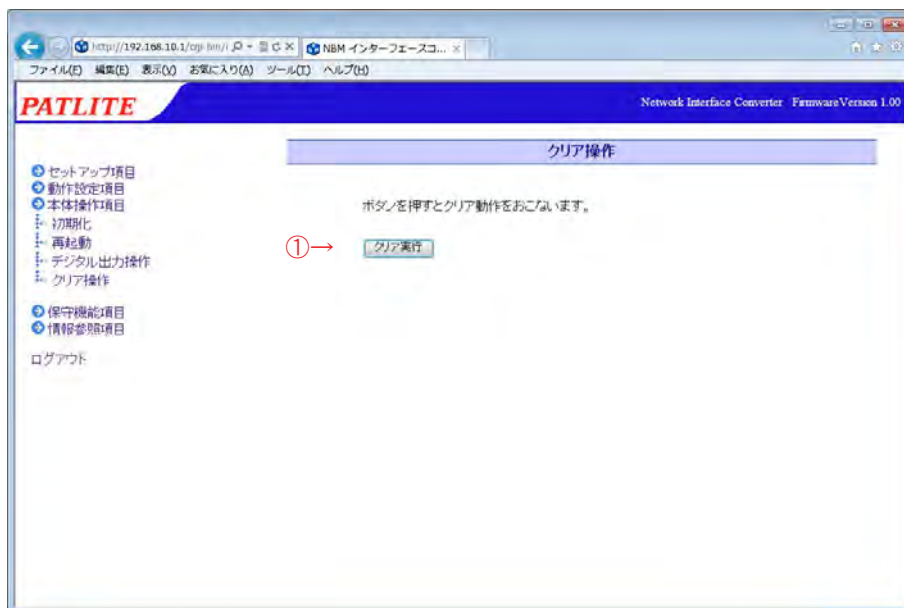 http://192.168.10.1/cgi-bin/i
NBM インターフェースコ...
ファイル(F) 編集(E) 表示(V) お気に入り(A) ツール(T) ヘルプ(H)
PATLITE
Network Interface Converter Firmware Version 1.00
クリア操作
セットアップ項目
動作設定項目
本体操作項目
初期化
再起動
デジタル出力操作
クリア操作
保守機能項目
情報参照項目
ログアウト
ボタンを押すとクリア動作をおこないます。
①→ クリア実行